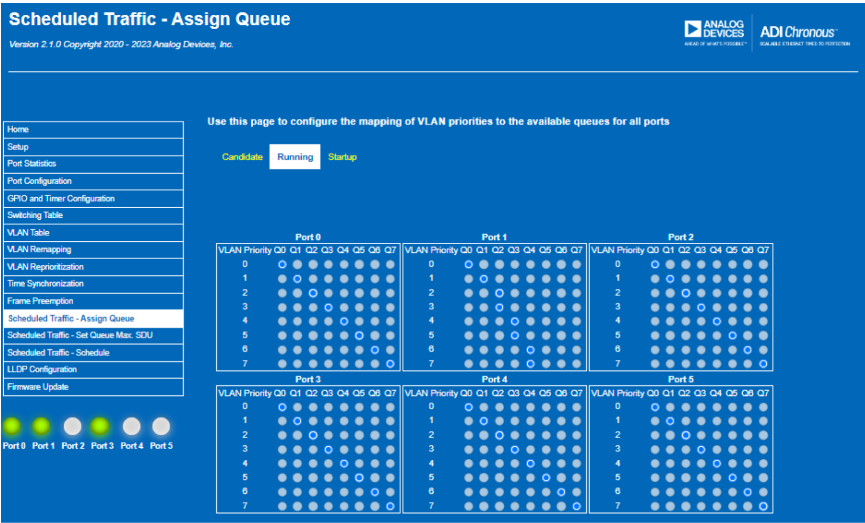 Scheduled Traffic - Assign Queue
Version 2.1.0 Copyright 2020 - 2023 Analog Devices, Inc.
ANALOG
DEVICES
AHEAD OF WHAT'S POSSIBLE™
ADI Chronous™
SCALABLE ETHERNET TIMED TO PERFECTION
Home
Setup
Port Statistics
Port Configuration
GPIO and Timer Configuration
Switching Table
VLAN Table
VLAN Remapping
VLAN Reprioritization
Time Synchronization
Frame Preemption
Scheduled Traffic - Assign Queue
Scheduled Traffic - Set Queue Max. SDU
Scheduled Traffic - Schedule
LLDP Configuration
Firmware Update
Port 0 Port 1 Port 2 Port 3 Port 4 Port 5
Use this page to configure the mapping of VLAN priorities to the available queues for all ports
Candidate Running Startup
Port 0
VLAN Priority Q0 Q1 Q2 Q3 Q4 Q5 Q6 Q7
0
1
2
3
4
5
6
7
Port 1
VLAN Priority Q0 Q1 Q2 Q3 Q4 Q5 Q6 Q7
0
1
2
3
4
5
6
7
Port 2
VLAN Priority Q0 Q1 Q2 Q3 Q4 Q5 Q6 Q7
0
1
2
3
4
5
6
7
Port 3
VLAN Priority Q0 Q1 Q2 Q3 Q4 Q5 Q6 Q7
0
1
2
3
4
5
6
7
Port 4
VLAN Priority Q0 Q1 Q2 Q3 Q4 Q5 Q6 Q7
0
1
2
3
4
5
6
7
Port 5
VLAN Priority Q0 Q1 Q2 Q3 Q4 Q5 Q6 Q7
0
1
2
3
4
5
6
7